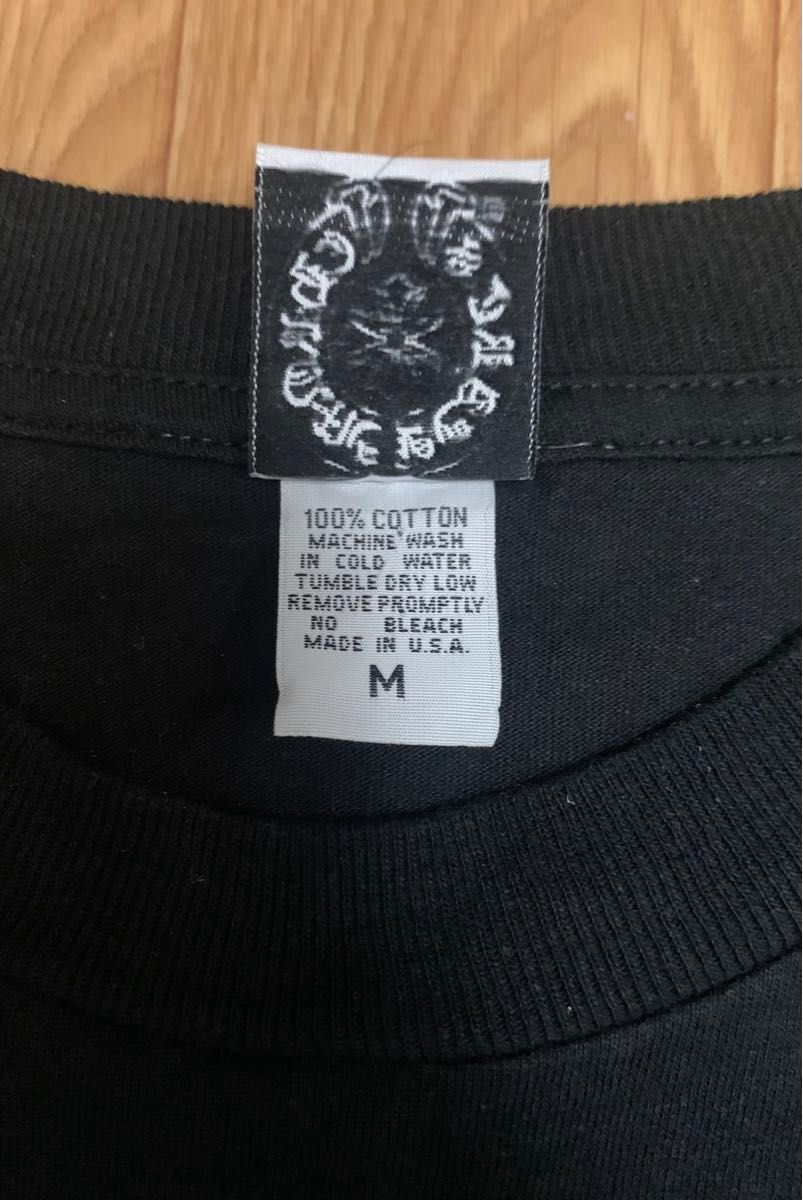 100% COTTON
MACHINE WASH
IN COLD WATER
TUMBLE DRY LOW
REMOVE PROMPTLY
NO BLEACH
MADE IN U.S.A.
M